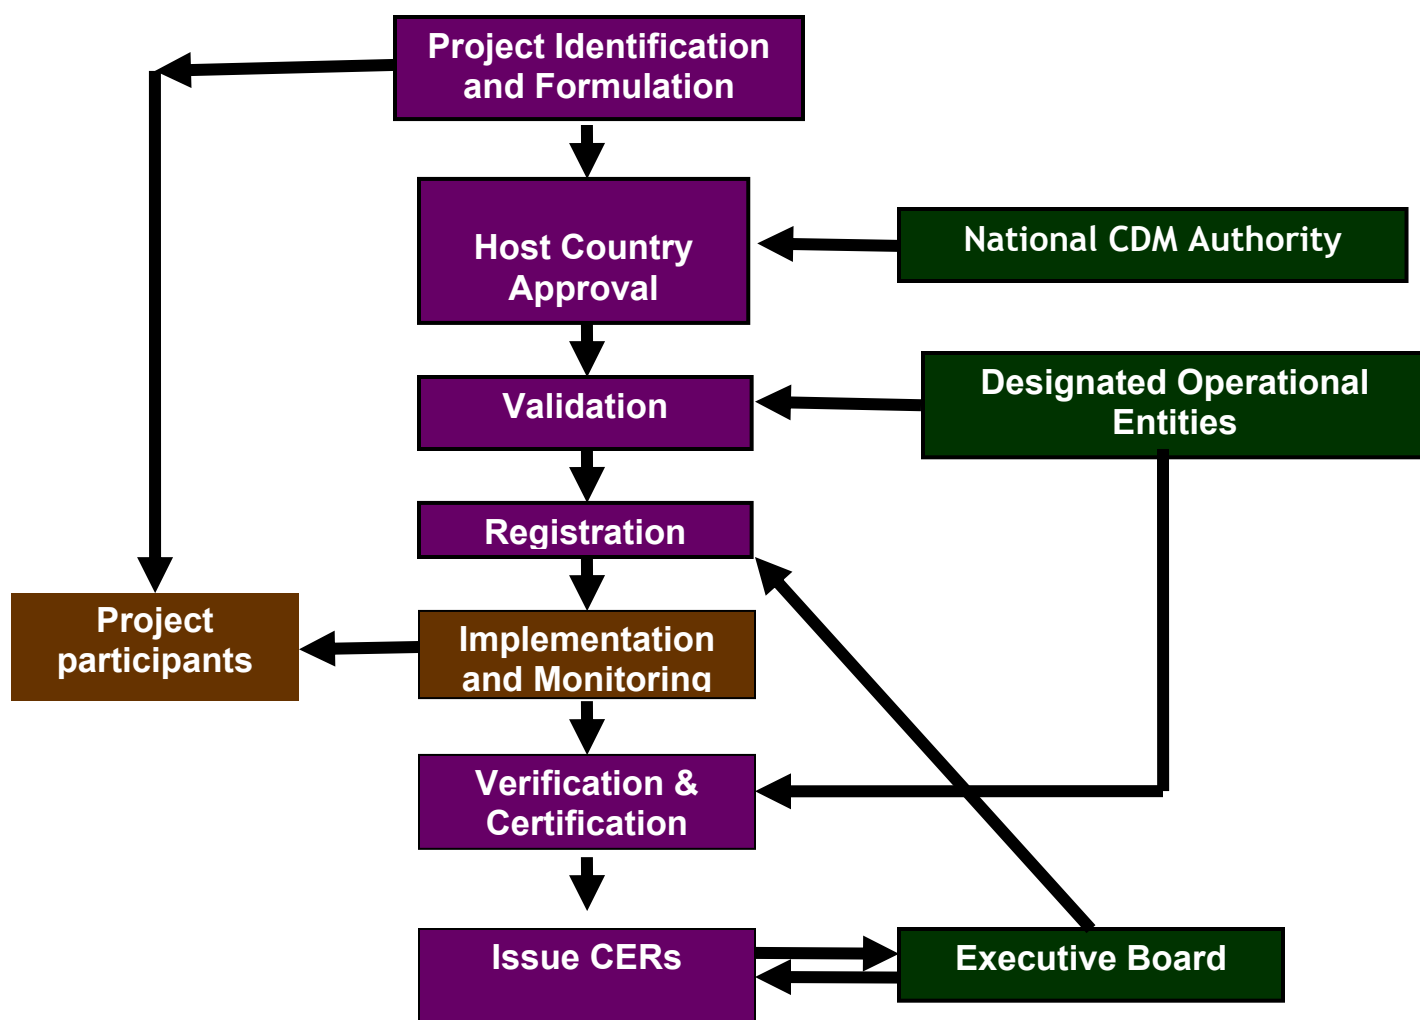 Project Identification
and Formulation
Host Country
Approval
National CDM Authority
Designated Operational
Entities
Validation
Registration
Project
participants
Implementation
and Monitoring
Verification &
Certification
Issue CERs
Executive Board